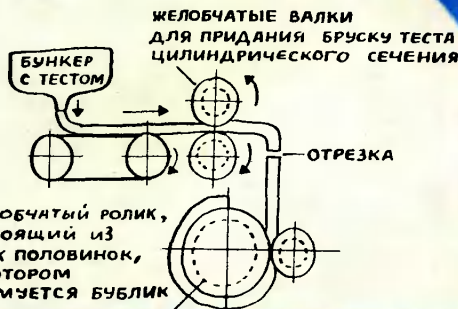 ЖЕЛОБЧАТЫЕ ВАЛКИ
ДЛЯ ПРИДАНИЯ БРУСКУ ТЕСТА
ЦИЛИНДРИЧЕСКОГО СЕЧЕНИЯ
БУНКЕР
С ТЕСТОМ
ОТРЕЗКА
ОБЧАТЫЙ РОЛИК,
ОЯЩИЙ ИЗ
Х ПОЛОВИНОК,
ОТОРОМ
МУЕТСЯ БУБЛИК